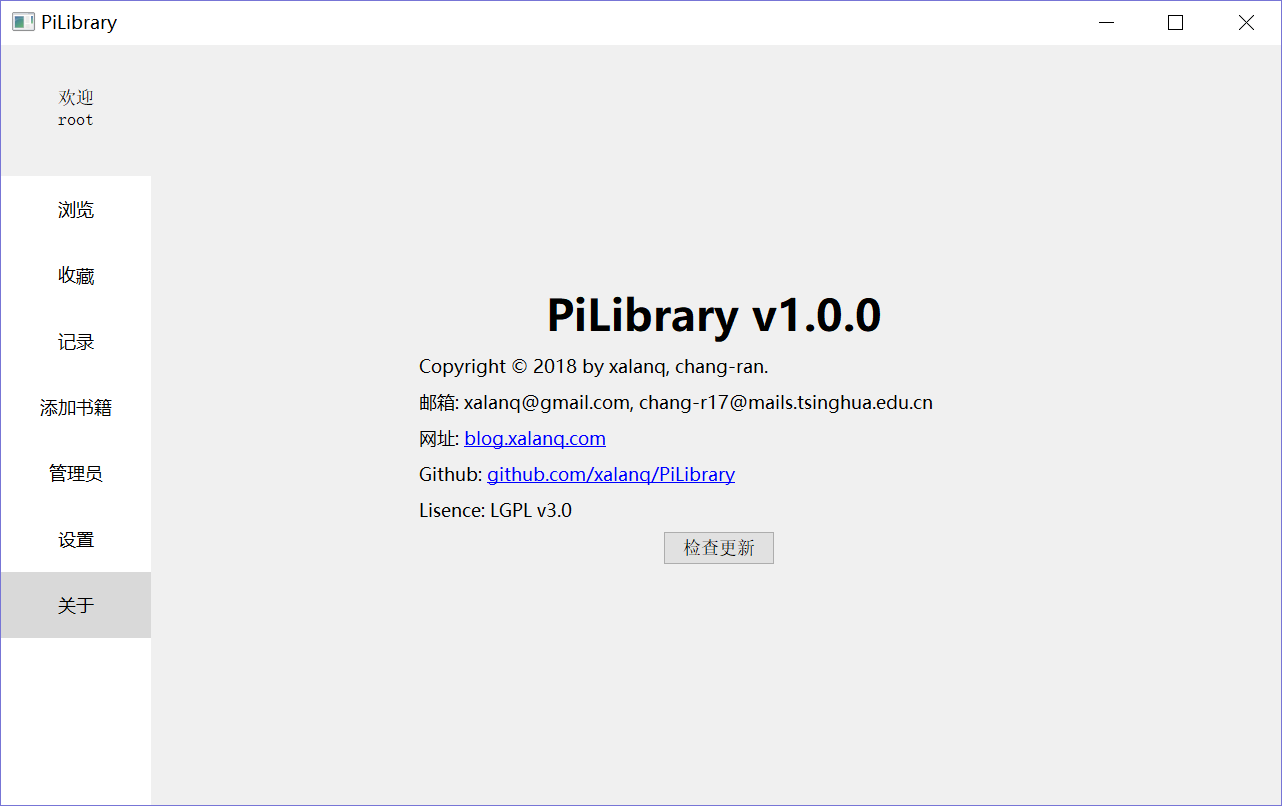 PiLibrary
欢迎
root
浏览
收藏
记录
添加书籍
管理员
设置
关于
PiLibrary v1.0.0
Copyright © 2018 by xalanq, chang-ran.
邮箱: xalanq@gmail.com, chang-r17@mails.tsinghua.edu.cn
网址: blog.xalanq.com
Github: github.com/xalanq/PiLibrary
Lisence: LGPL v3.0
检查更新